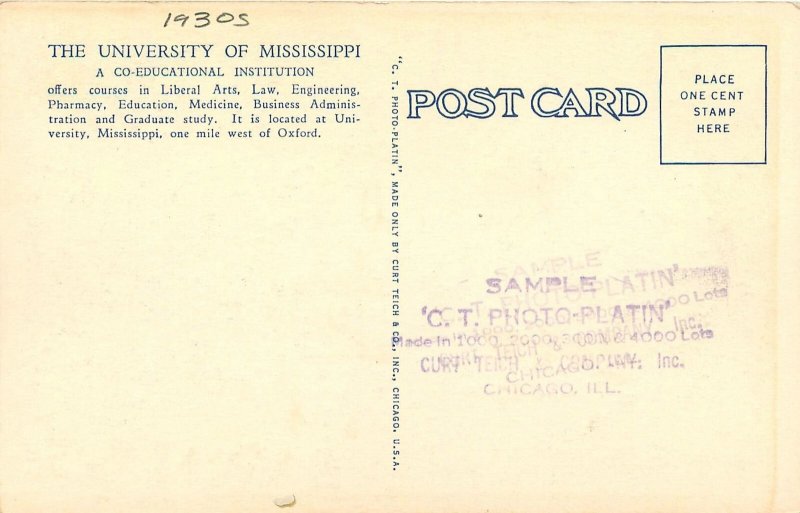 1930s
THE UNIVERSITY OF MISSISSIPPI
A CO-EDUCATIONAL INSTITUTION
offers courses in Liberal Arts, Law, Engineering,
Pharmacy, Education, Medicine, Business Adminis-
tration and Graduate study. It is located at Uni-
versity, Mississippi, one mile west of Oxford.
"C. T. PHOTO-PLATIN", MADE ONLY BY CURT TEICH & CO., INC., CHICAGO, U.S.A.
POST CARD
PLACE
ONE CENT
STAMP
HERE
SAMPLE
SAMPLE
'C. T. PHOTO-PLATIN'
Made in 1000, 2000, 3000 & 4000 Lots
CURT TEICH & COMPANY, Inc.
CHICAGO, ILL.